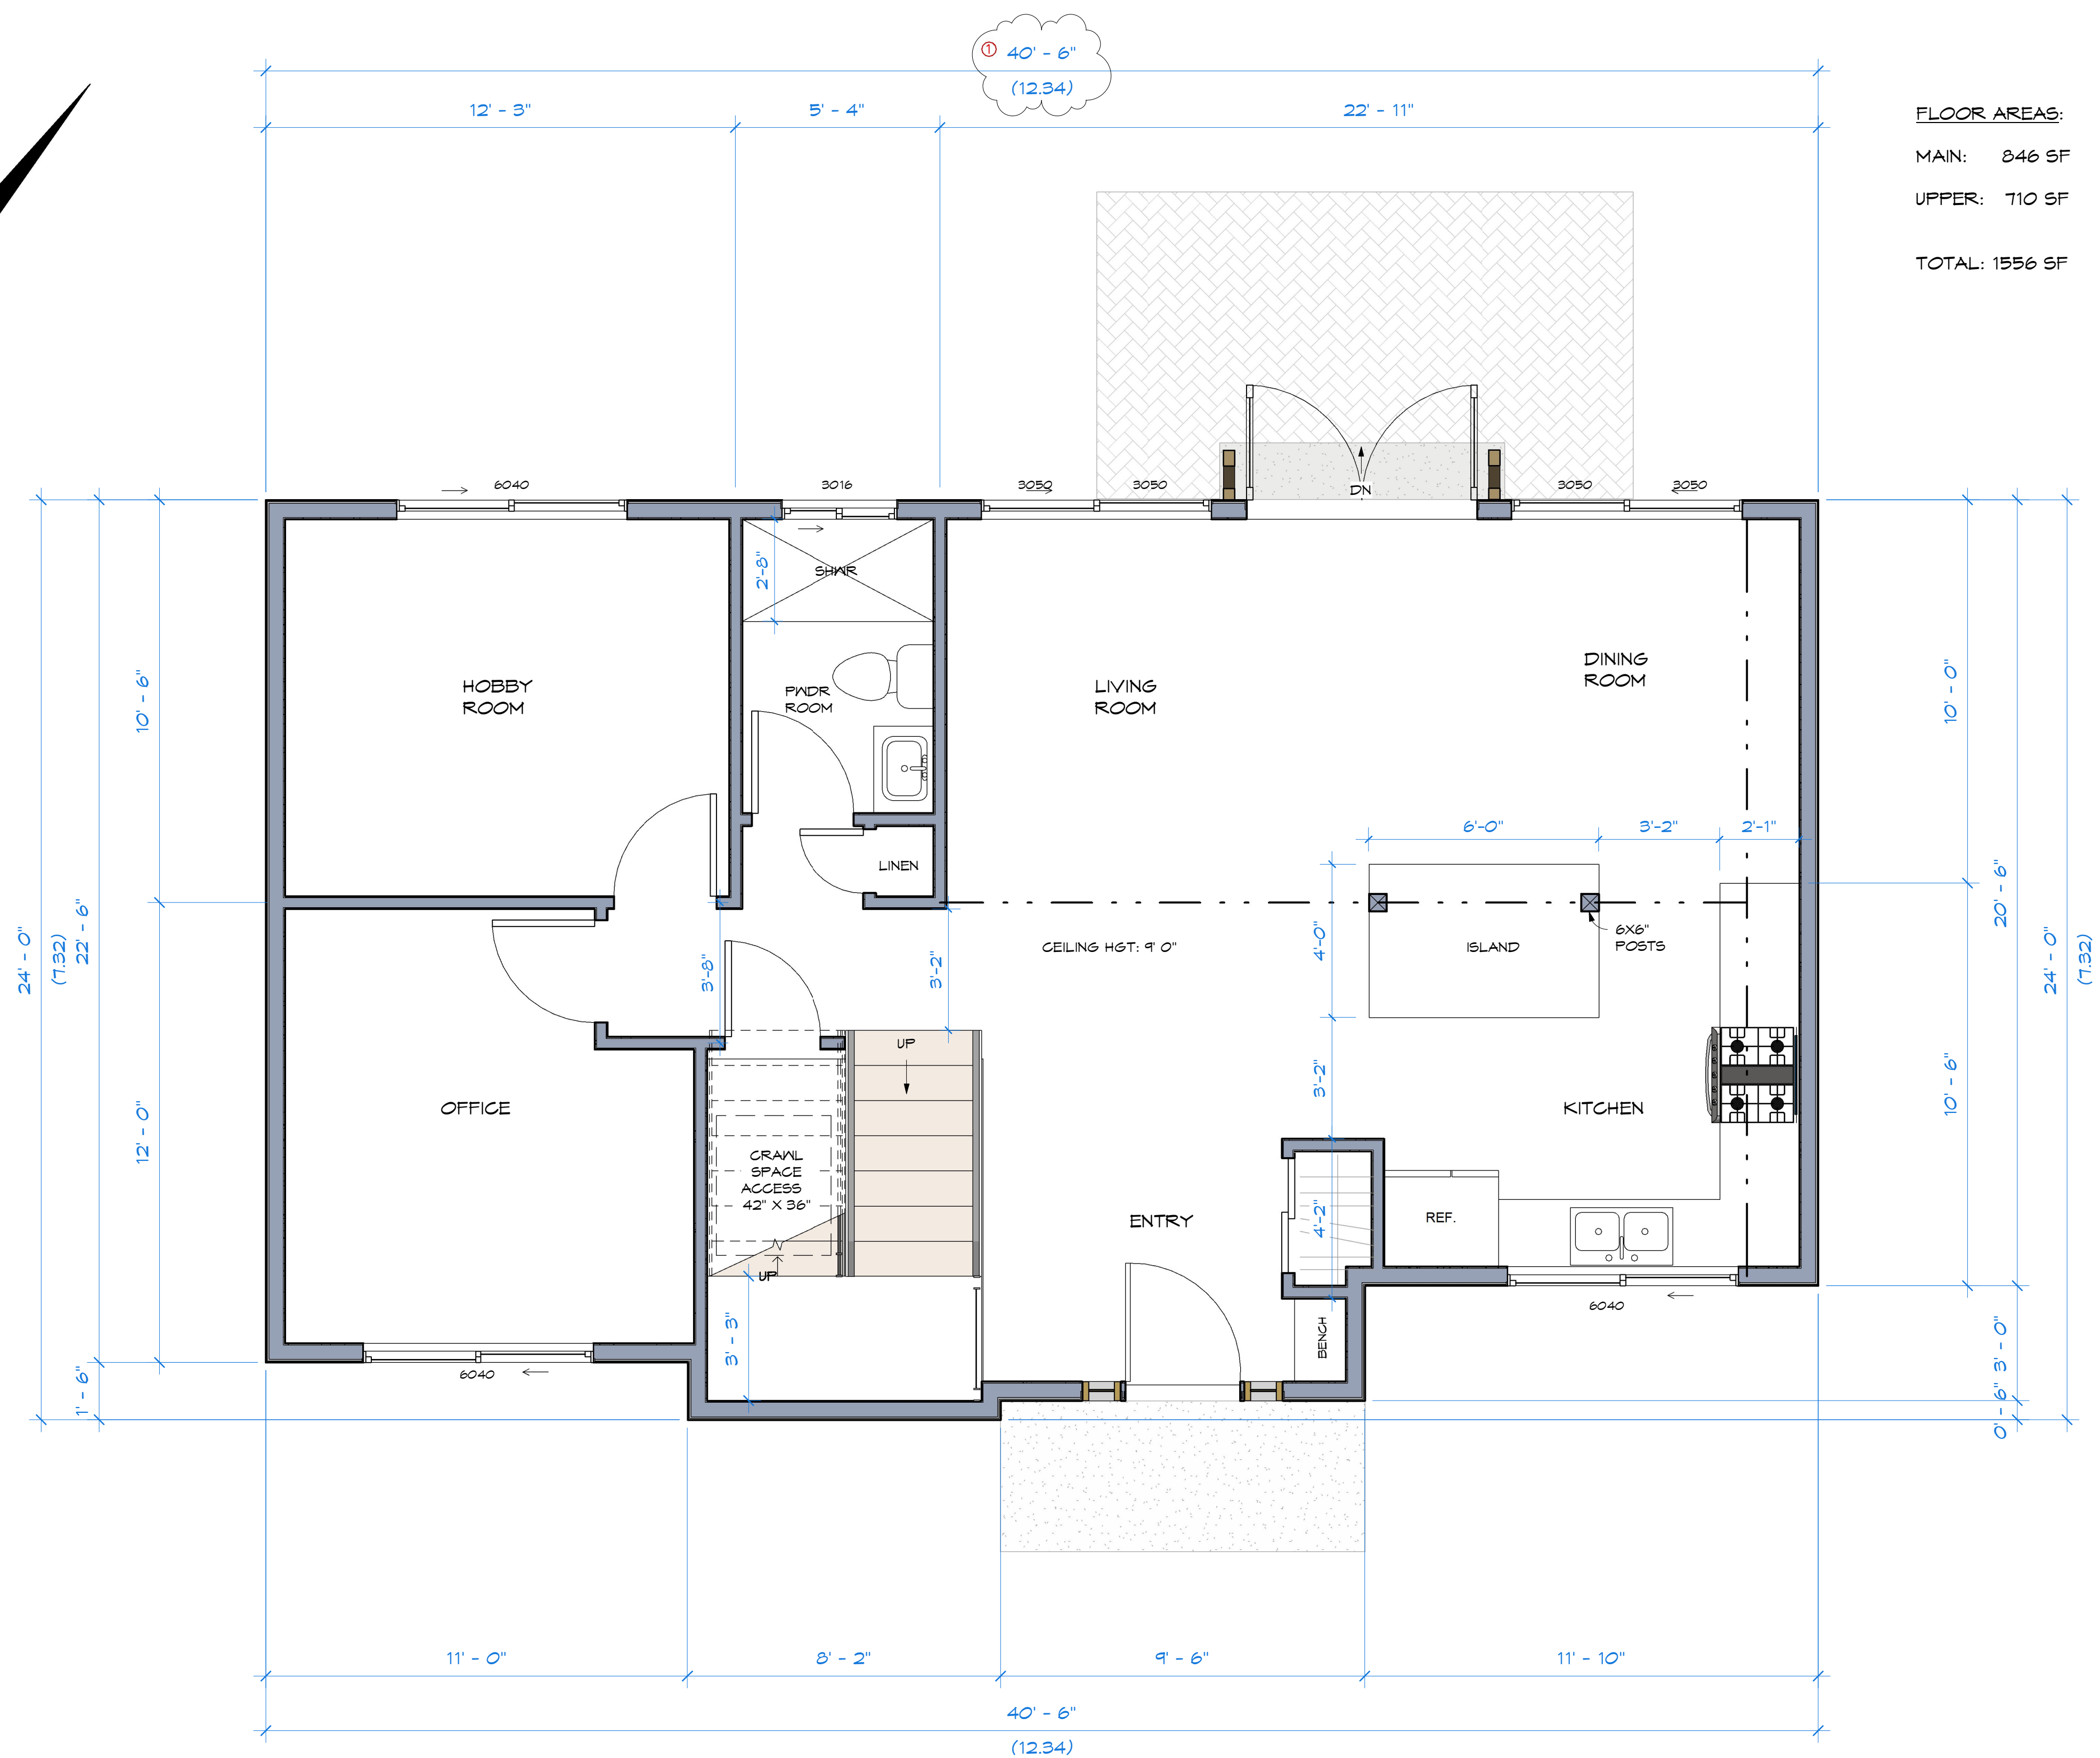 ① 40' - 6"
(12.34)
12' - 3"
5' - 4"
22' - 11"
FLOOR AREAS:
MAIN: 846 SF
UPPER: 710 SF
TOTAL: 1556 SF
6040
3016
3050
3050
DN
3050
3050
2'-8"
SHWR
HOBBY
ROOM
PWDR
ROOM
LIVING
ROOM
DINING
ROOM
10' - 6"
10' - 0"
6'-0"
3'-2"
2'-1"
LINEN
24' - 0"
(7.32)
22' - 6"
3'-8"
3'-2"
CEILING HGT: 9' 0"
4'-0"
ISLAND
6X6"
POSTS
20' - 6"
24' - 0"
(7.32)
UP
OFFICE
12' - 0"
3'-2"
KITCHEN
10' - 6"
CRAWL
SPACE
ACCESS
42" X 36"
UP
ENTRY
4'-2"
REF.
3' - 3"
BENCH
6040
6040
1' - 6"
3' - 0"
0' - 6"
11' - 0"
8' - 2"
9' - 6"
11' - 10"
40' - 6"
(12.34)